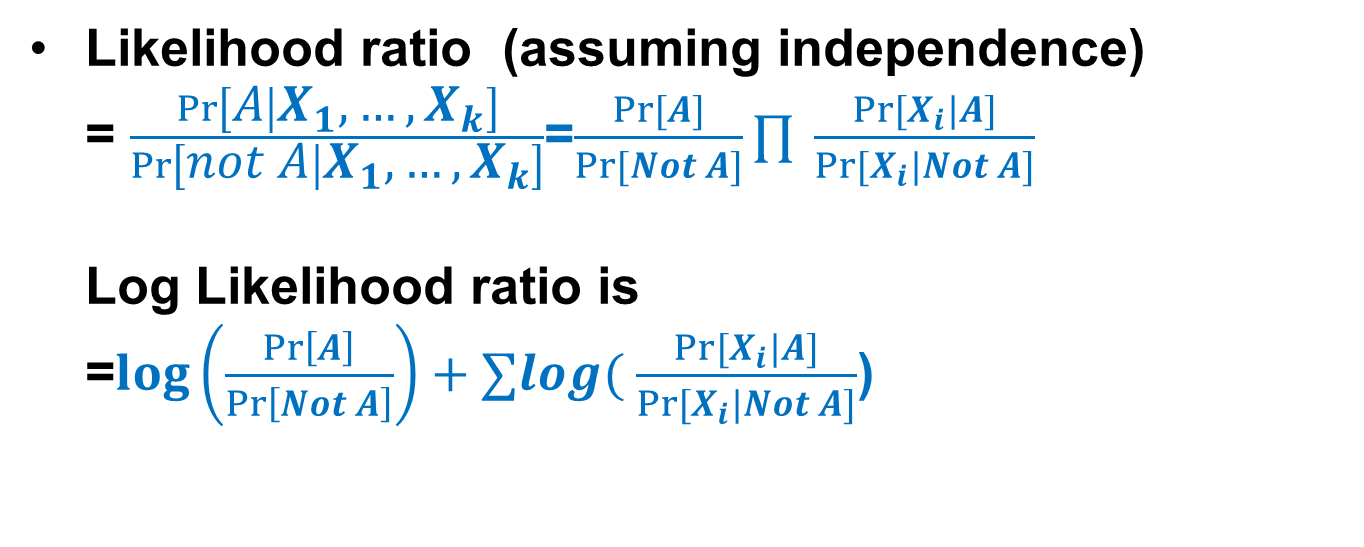 • Likelihood ratio (assuming independence)
= Pr[A|X₁, … , Xₖ] / Pr[not A|X₁, … , Xₖ] = Pr[A] / Pr[Not A] ∏ Pr[Xᵢ|A] / Pr[Xᵢ|Not A]
Log Likelihood ratio is
=log(Pr[A] / Pr[Not A]) + ∑log( Pr[Xᵢ|A] / Pr[Xᵢ|Not A])